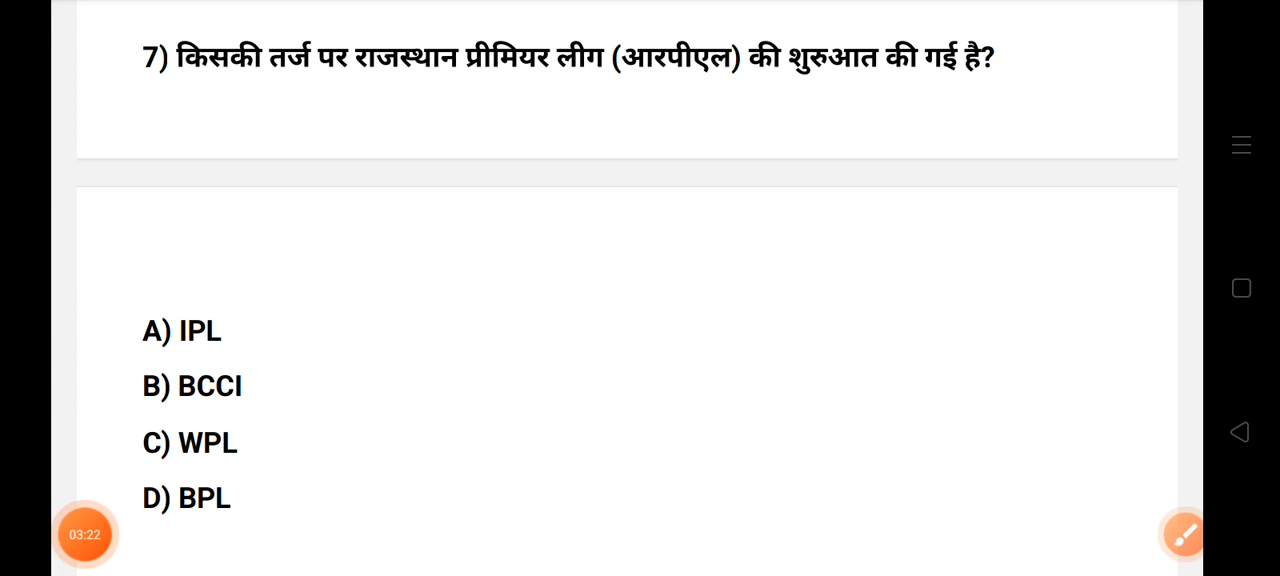 7) किसकी तर्ज पर राजस्थान प्रीमियर लीग (आरपीएल) की शुरुआत की गई है?
A) IPL
B) BCCI
C) WPL
D) BPL
03:22